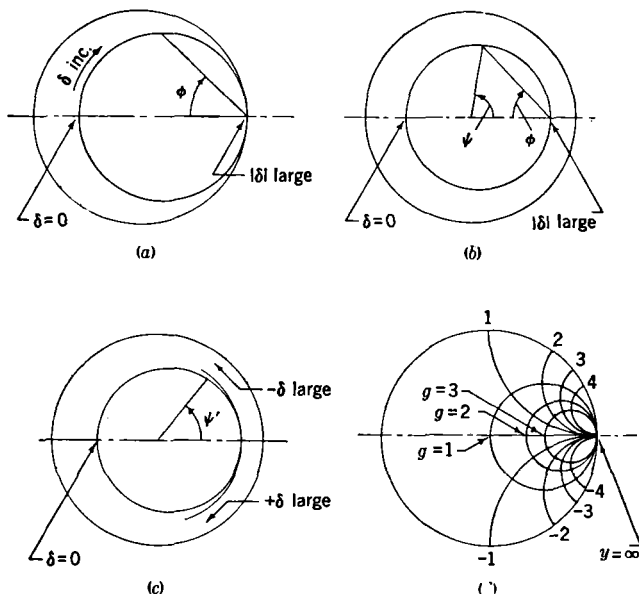 δ inc.
φ
|δ| large
δ=0
(a)
ψ
φ
δ=0
|δ| large
(b)
-δ large
ψ′
+δ large
δ=0
(c)
1
2
3
4
g=3
g=2
g=1
-4
-3
-2
-1
y=∞